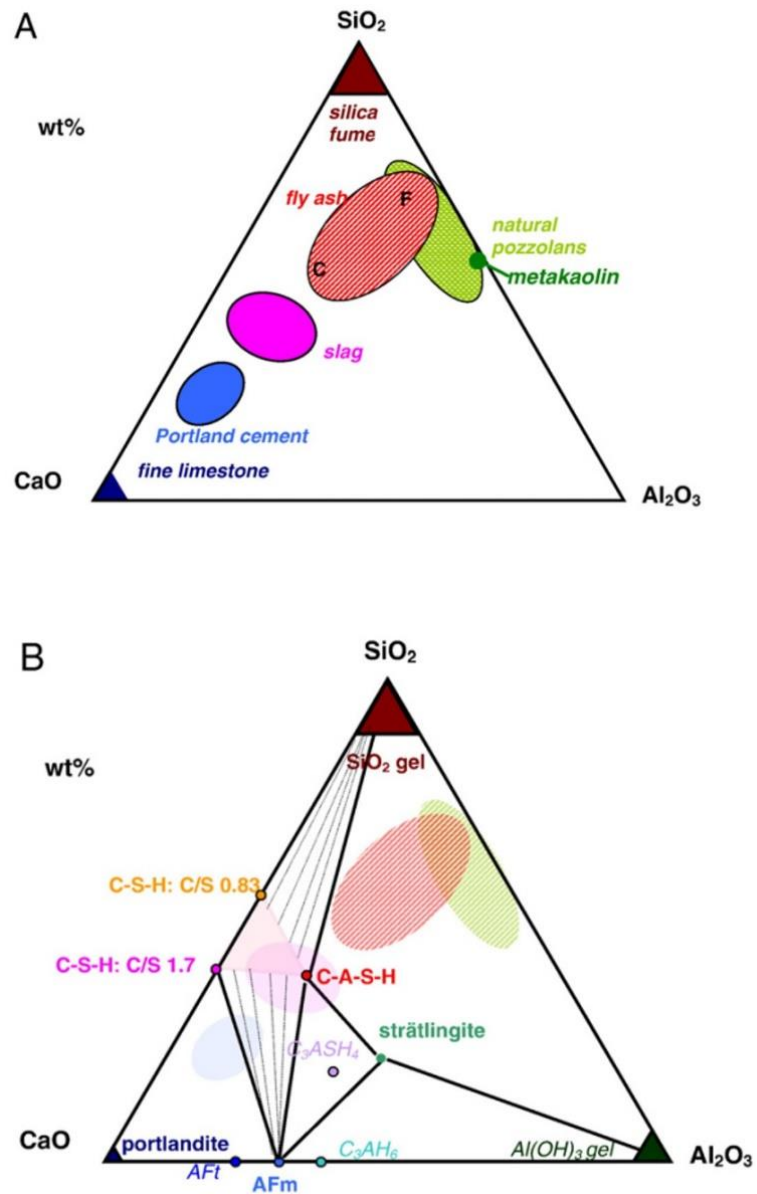 A
SiO₂
wt%
silica
fume
fly ash
F
natural
pozzolans
C
metakaolin
slag
Portland cement
fine limestone
CaO
Al₂O₃
B
SiO₂
wt%
SiO₂ gel
C-S-H: C/S 0.83
C-S-H: C/S 1.7
C-A-S-H
strätlingite
C₃ASH₄
CaO
portlandite
C₃AH₆
Al(OH)₃ gel
Al₂O₃
AFt
AFm